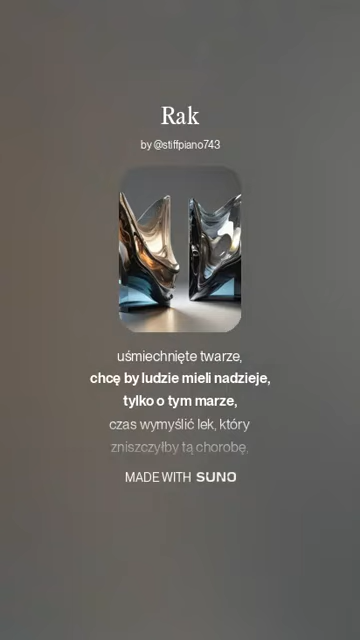 Rak
by @stiffpiano743
uśmiechnięte twarze,
chcę by ludzie mieli nadzieje,
tylko o tym marze,
czas wymyślić lek, który
zniszczyłby tą chorobę,
MADE WITH SUNO